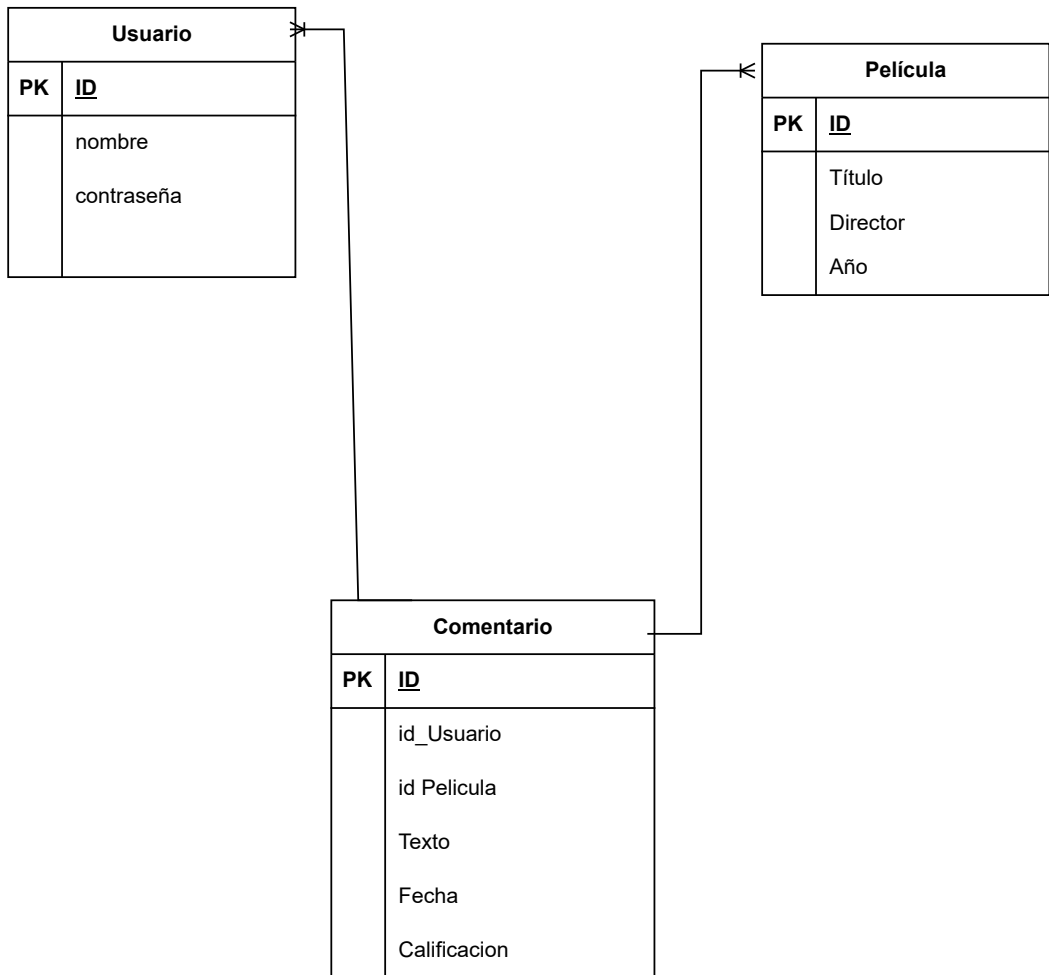 Usuario
PK ID
nombre
contraseña
Película
PK ID
Título
Director
Año
Comentario
PK ID
id_Usuario
id Pelicula
Texto
Fecha
Calificacion